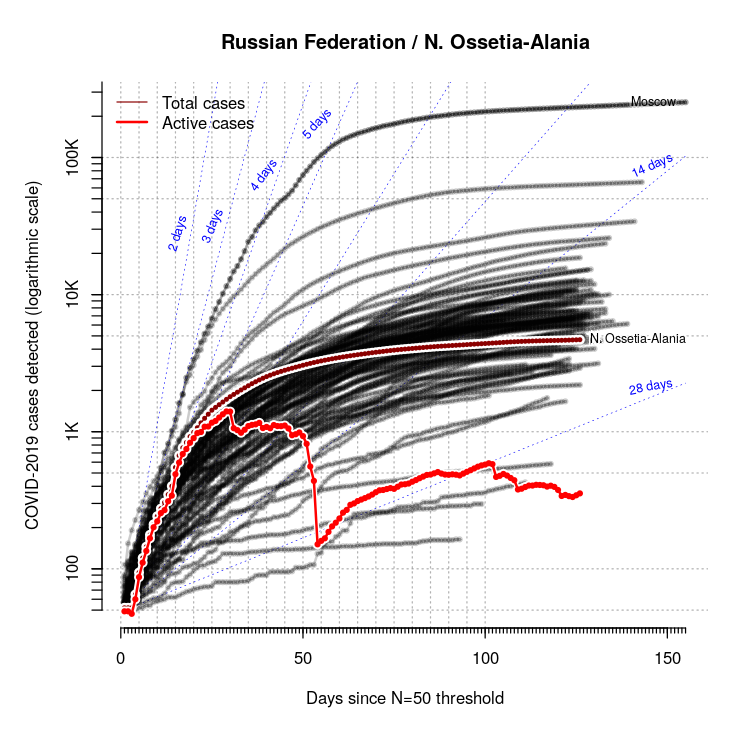 Russian Federation / N. Ossetia-Alania
Total cases
Active cases
Moscow
2 days
3 days
4 days
5 days
14 days
28 days
N. Ossetia-Alania
COVID-2019 cases detected (logarithmic scale)
100K
10K
1K
100
0 50 100 150
Days since N=50 threshold